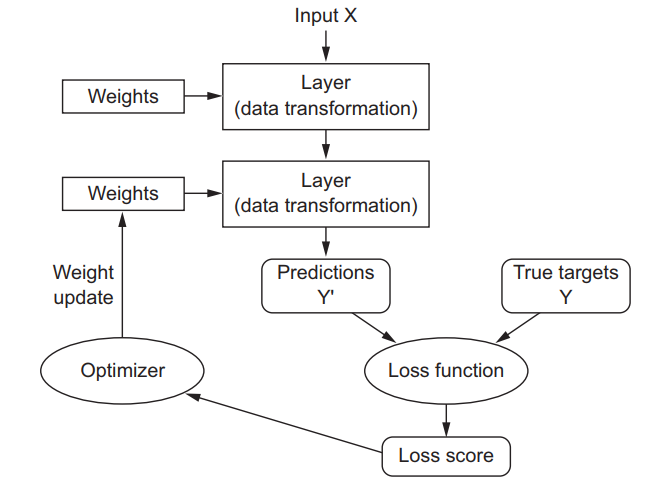 Input X
Layer
(data transformation)
Weights
Layer
(data transformation)
Weights
Weight
update
Predictions
Y'
True targets
Y
Optimizer
Loss function
Loss score